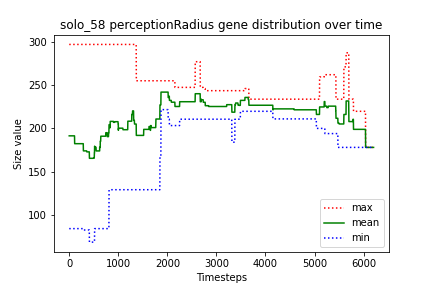 solo_58 perceptionRadius gene distribution over time
Size value
300
250
200
150
100
0
1000
2000
3000
4000
5000
6000
Timesteps
max
mean
min